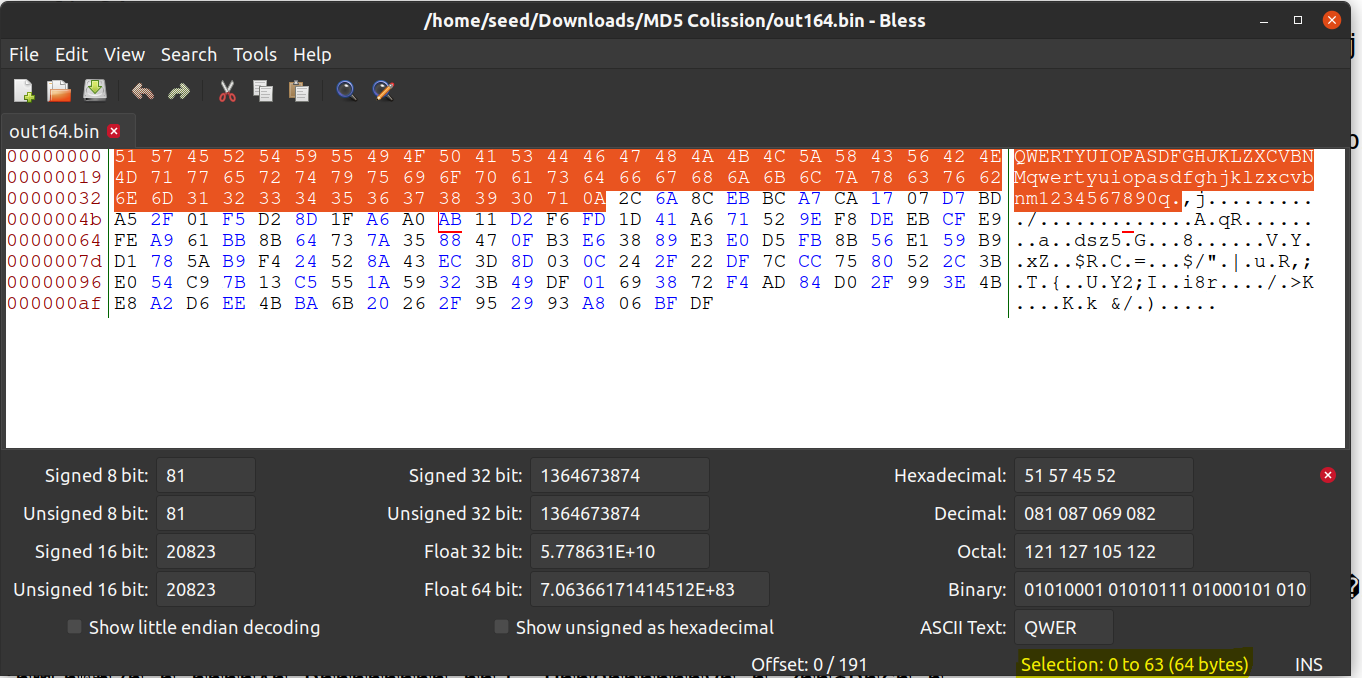 /home/seed/Downloads/MD5 Colission/out164.bin - Bless
File Edit View Search Tools Help
out164.bin
00000000 51 57 45 52 54 59 55 49 4F 50 41 53 44 46 47 48 4A 4B 4C 5A 58 43 56 42 4E QWERTYUIOPASDFGHJKLZXCVBN
00000019 4D 71 77 65 72 74 79 75 69 6F 70 61 73 64 66 67 68 6A 6B 6C 7A 78 63 76 62 Mqwertyuiopasdfghjklzxcvb
00000032 6E 6D 31 32 33 34 35 36 37 38 39 30 71 0A 2C 6A 8C EB BC A7 CA 17 07 D7 BD nm1234567890q.,j.........
0000004b A5 2F 01 F5 D2 8D 1F A6 A0 AB 11 D2 F6 FD 1D 41 A6 71 52 9E F8 DE EB CF E9 ./.............A.qR......
00000064 FE A9 61 BB 8B 64 73 7A 35 88 47 0F B3 E6 38 89 E3 E0 D5 FB 8B 56 E1 59 B9 ..a..dsz5.G...8......V.Y.
0000007d D1 78 5A B9 F4 24 52 8A 43 EC 3D 8D 03 0C 24 2F 22 DF 7C CC 75 80 52 2C 3B .xZ..$R.C.=...$/".|.u.R,;
00000096 E0 54 C9 7B 13 C5 55 1A 59 32 3B 49 DF 01 69 38 72 F4 AD 84 D0 2F 99 3E 4B .T.{..U.Y2;I..i8r..../.>K
000000af E8 A2 D6 EE 4B BA 6B 20 26 2F 95 29 93 A8 06 BF DF ....K.k &/.).....
Signed 8 bit: 81 Signed 32 bit: 1364673874 Hexadecimal: 51 57 45 52
Unsigned 8 bit: 81 Unsigned 32 bit: 1364673874 Decimal: 081 087 069 082
Signed 16 bit: 20823 Float 32 bit: 5.778631E+10 Octal: 121 127 105 122
Unsigned 16 bit: 20823 Float 64 bit: 7.06366171414512E+83 Binary: 01010001 01010111 01000101 010
Show little endian decoding Show unsigned as hexadecimal ASCII Text: QWER
Offset: 0 / 191 Selection: 0 to 63 (64 bytes) INS